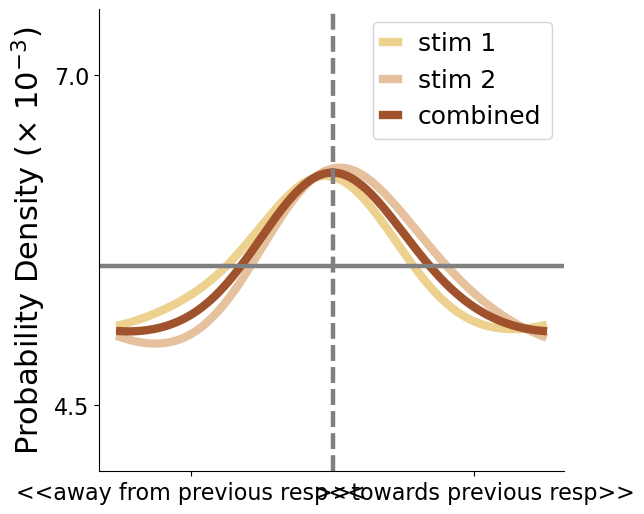 Probability Density (× 10⁻³)
7.0
4.5
stim 1
stim 2
combined
<<away from previous resp>>
<<towards previous resp>>